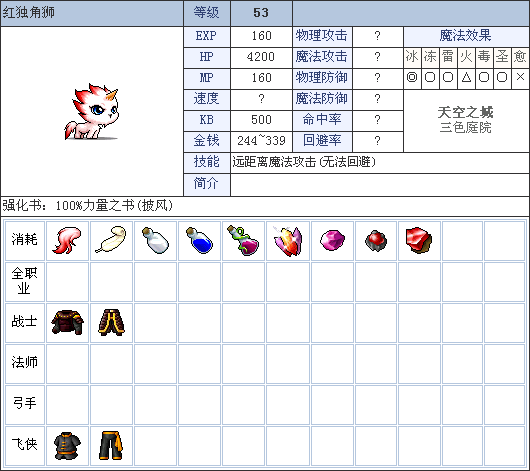 红独角狮 等级 53
EXP 160 物理攻击 ? 魔法效果
HP 4200 魔法攻击 ? 冰 冻 雷 火 毒 圣 愈
MP 160 物理防御 ? ◎ ○ ○ △ ○ ○ ×
速度 ? 魔法防御 ?
KB 500 命中率 ? 天空之城
金钱 244~339 回避率 ? 三色庭院
技能 远距离魔法攻击(无法回避)
简介
强化书: 100%力量之书(披风)
消耗
全职业
战士
法师
弓手
飞侠